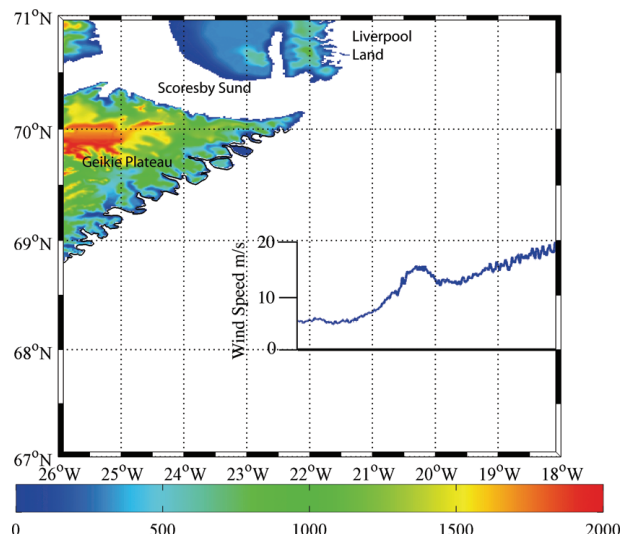 71°N
Liverpool
Land
Scoresby Sund
70°N
Geikie Plateau
69°N
20
Wind Speed m/s
10
0
68°N
67°N
26°W 25°W 24°W 23°W 22°W 21°W 20°W 19°W 18°W
0 500 1000 1500 2000